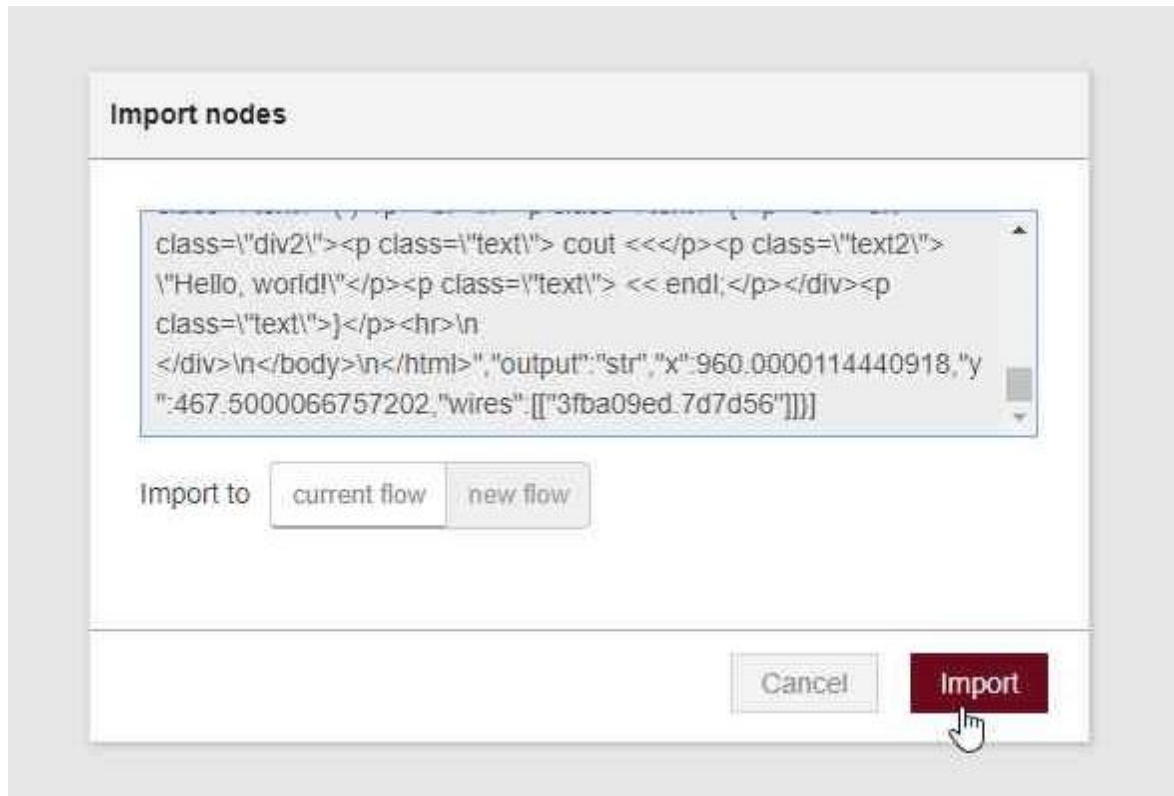 Import nodes
class=\"div2\"><p class=\"text\"> cout <<</p><p class=\"text2\">
\"Hello, world!\"</p><p class=\"text\"> << endl;</p></div><p
class=\"text\">}</p><hr>\n
</div>\n</body>\n</html>","output":"str","x":960.0000114440918,"y
":467.5000066757202,"wires":[["3fba09ed.7d7d56"]]}]
Import to current flow new flow
Cancel Import